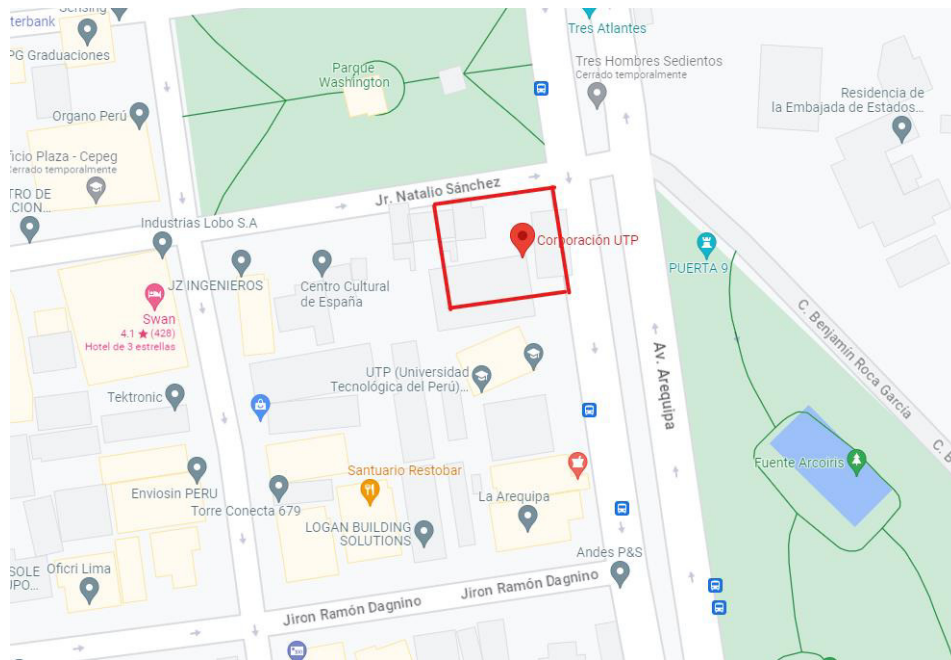 Sensing
terbank
PG Graduaciones
Tres Atlantes
Parque
Washington
Tres Hombres Sedientos
Cerrado temporalmente
Residencia de
la Embajada de Estados...
Organo Perú
ficio Plaza - Cepeg
Cerrado temporalmente
TRO DE
CION...
Jr. Natalio Sánchez
Industrias Lobo S.A
Corporación UTP
PUERTA 9
JZ INGENIEROS
Centro Cultural
de España
Swan
4.1 ★ (428)
Hotel de 3 estrellas
C. Benjamín Roca García
C. B
Av. Arequipa
UTP (Universidad
Tecnológica del Perú)...
Tektronic
Fuente Arcoiris
Santuario Restobar
Enviosin PERU
Torre Conecta 679
La Arequipa
LOGAN BUILDING
SOLUTIONS
Andes P&S
SOLE
UPO...
Oficri Lima
Jiron Ramón Dagnino
Jiron Ramón Dagnino